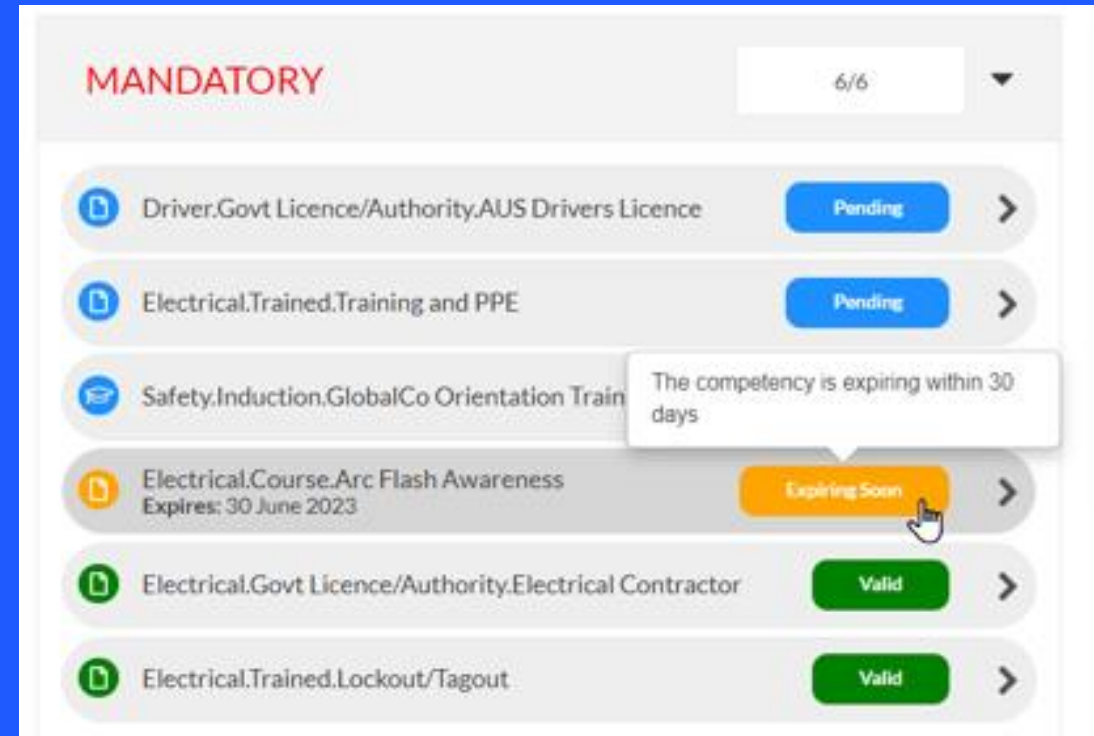 MANDATORY 6/6
Driver.Govt Licence/Authority.AUS Drivers Licence Pending
Electrical.Trained.Training and PPE Pending
Safety.Induction.GlobalCo Orientation Train
The competency is expiring within 30
days
Electrical.Course.Arc Flash Awareness
Expires: 30 June 2023
Expiring Soon
Electrical.Govt Licence/Authority.Electrical Contractor Valid
Electrical.Trained.Lockout/Tagout Valid